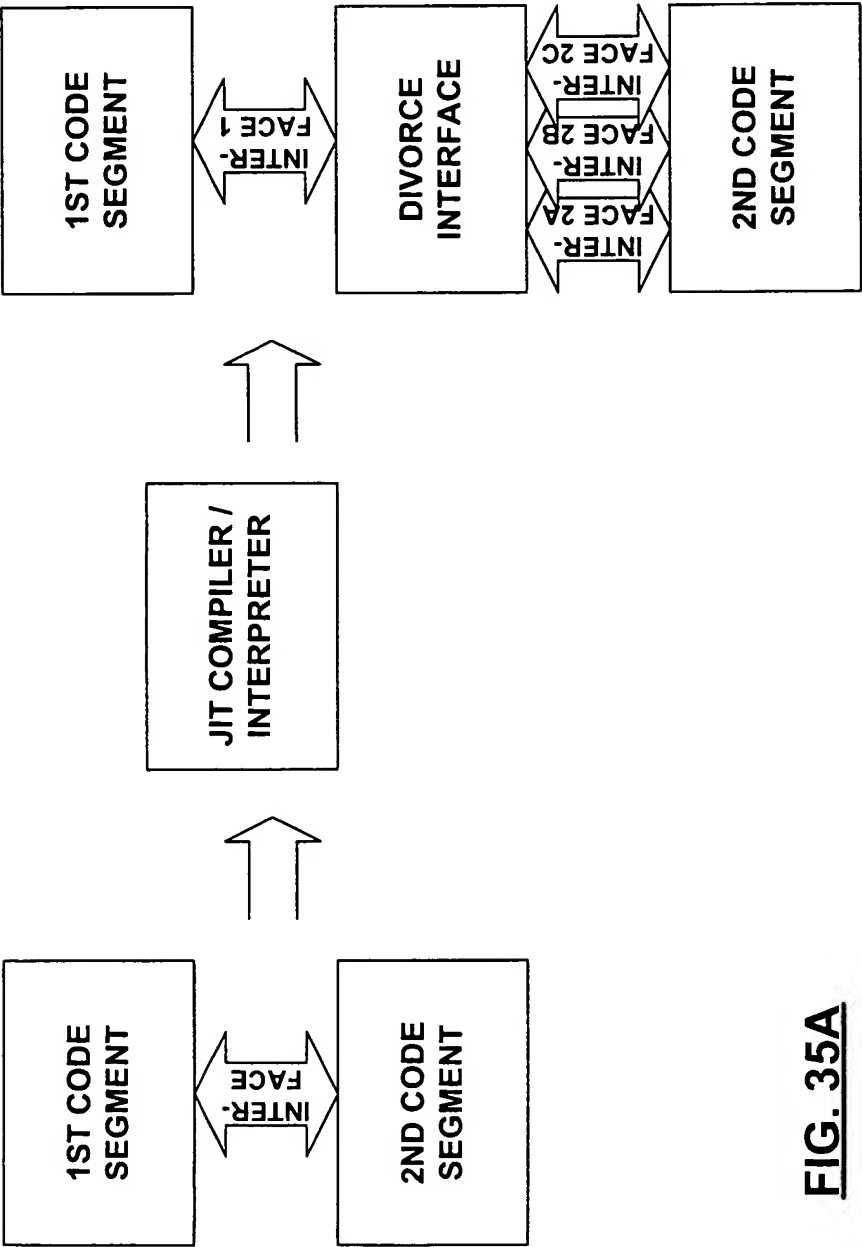 1ST CODE
SEGMENT
INTER-
FACE
2ND CODE
SEGMENT
JIT COMPILER /
INTERPRETER
1ST CODE
SEGMENT
INTER-
FACE 1
DIVORCE
INTERFACE
INTER-
FACE 2A
INTER-
FACE 2B
INTER-
FACE 2C
2ND CODE
SEGMENT
FIG. 35A